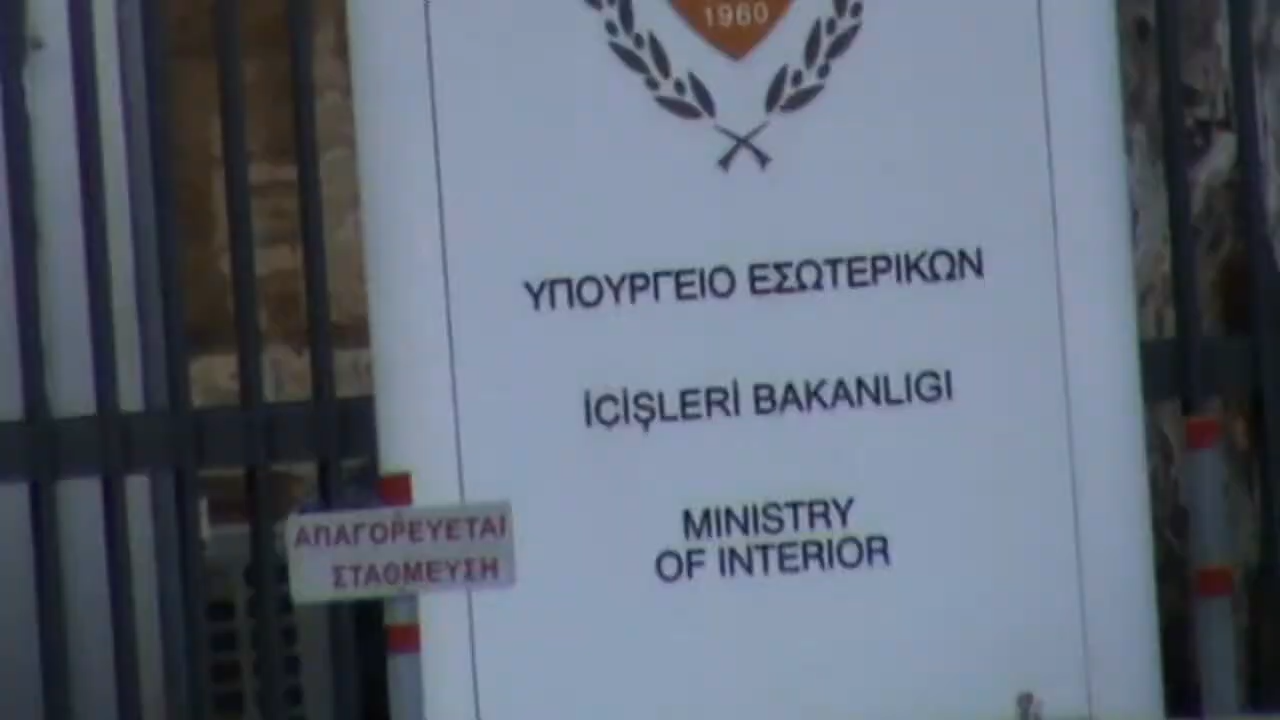 1960
ΥΠΟΥΡΓΕΙΟ ΕΣΩΤΕΡΙΚΩΝ
İÇİŞLERİ BAKANLIGI
MINISTRY
OF INTERIOR
ΑΠΑΓΟΡΕΥΕΤΑΙ
ΣΤΑΘΜΕΥΣΗ